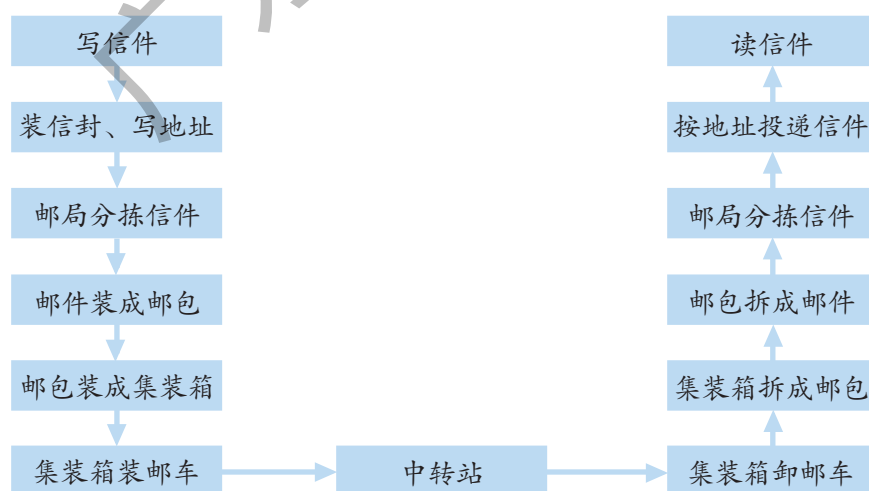 写信件
装信封、写地址
邮局分拣信件
邮件装成邮包
邮包装成集装箱
集装箱装邮车
中转站
集装箱卸邮车
集装箱拆成邮包
邮包拆成邮件
邮局分拣信件
按地址投递信件
读信件